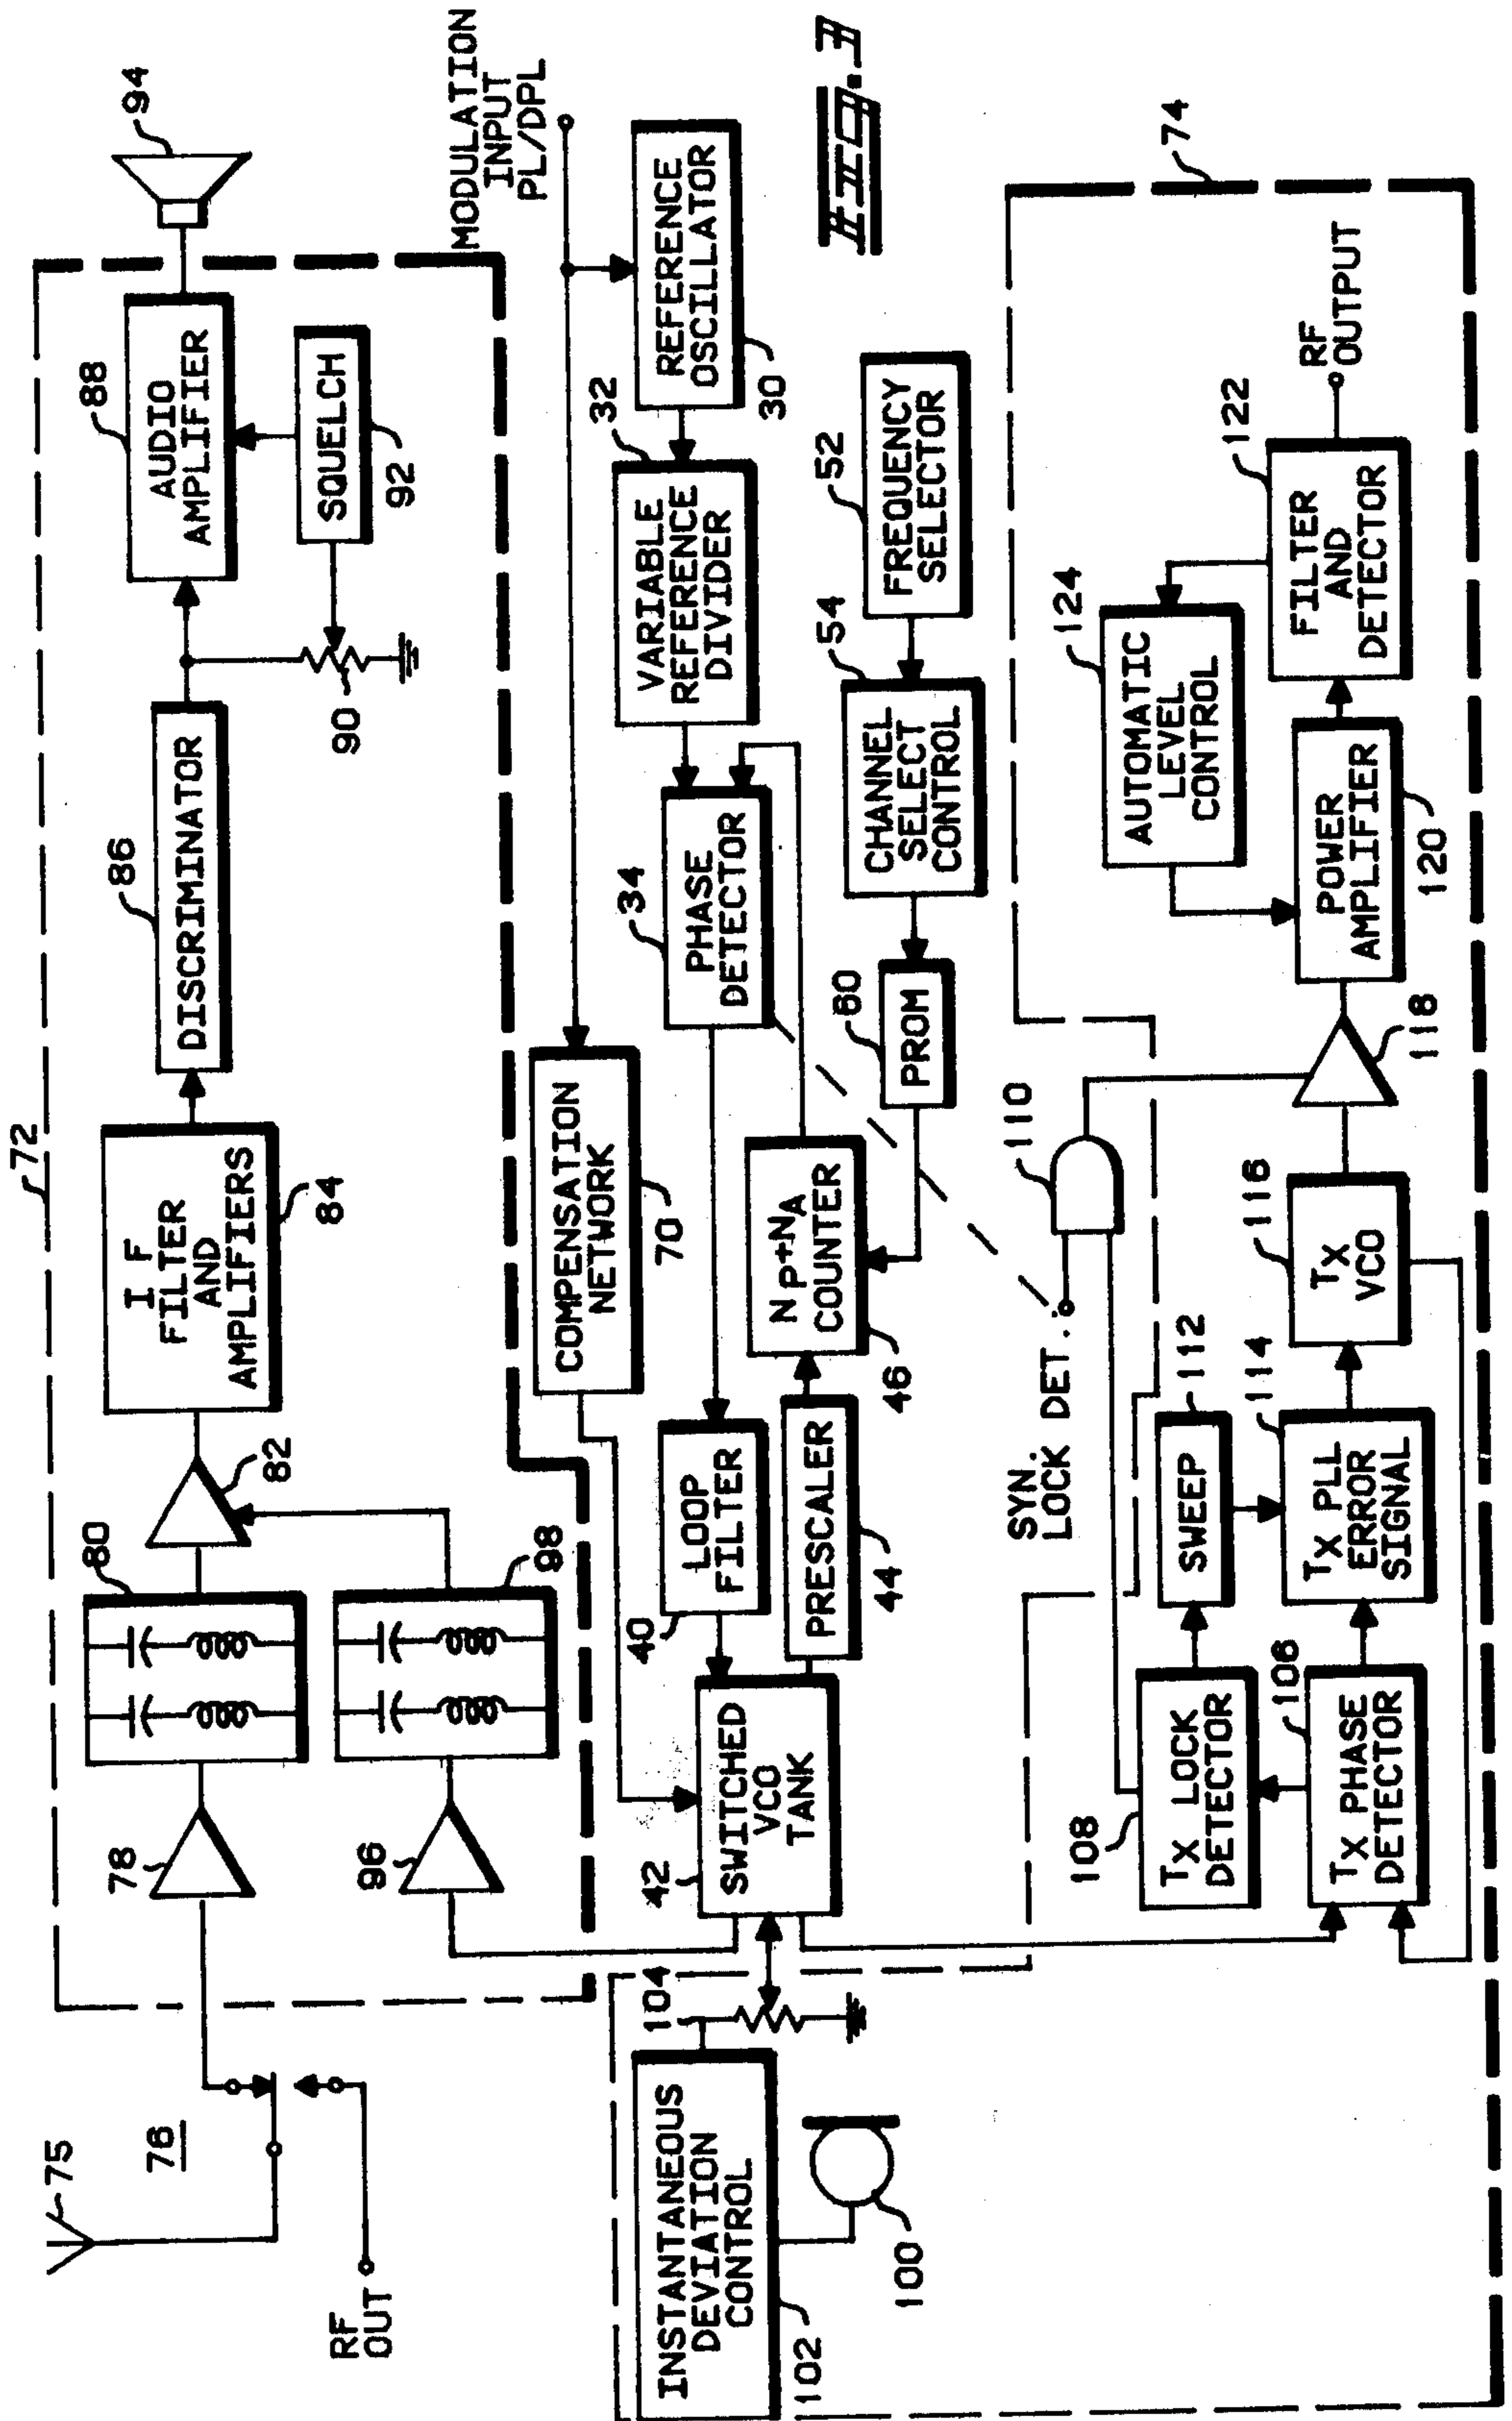 72
94
88
AUDIO
AMPLIFIER
SQUELCH
92
90
86
DISCRIMINATOR
I F
FILTER
AND
AMPLIFIERS
84
82
80
98
78
96
75
76
RF
OUT
MODULATION
INPUT
PL/DPL
REFERENCE
OSCILLATOR
30
32
VARIABLE
REFERENCE
DIVIDER
34
PHASE
DETECTOR
COMPENSATION
NETWORK
70
LOOP
FILTER
40
SWITCHED
VCO
TANK
42
PRESCALER
44
NP+NA
COUNTER
46
PROM
60
54
CHANNEL
SELECT
CONTROL
52
FREQUENCY
SELECTOR
FIG. 3
74
INSTANTANEOUS
DEVIATION
CONTROL
102
100
104
SYN.
LOCK DET.
110
108
TX LOCK
DETECTOR
SWEEP
112
106
TX PHASE
DETECTOR
114
TX PLL
ERROR
SIGNAL
116
TX
VCO
118
POWER
AMPLIFIER
120
124
AUTOMATIC
LEVEL
CONTROL
122
FILTER
AND
DETECTOR
RF
OUTPUT